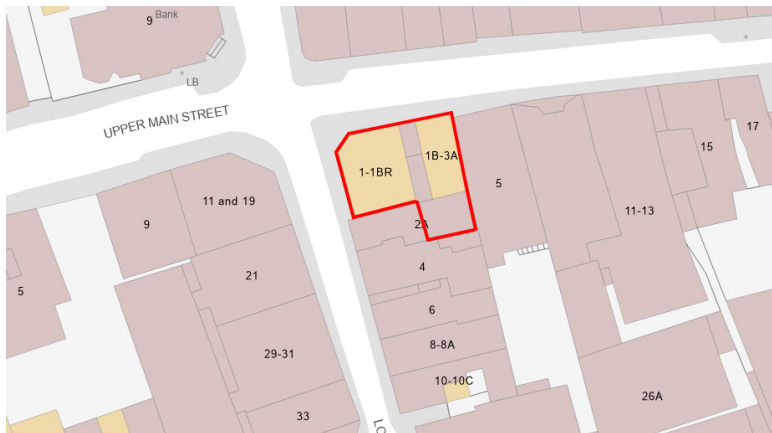 9 Bank
LB
UPPER MAIN STREET
1-1BR
1B-3A
17
15
5
11-13
2A
11 and 19
9
4
5
21
6
29-31
8-8A
10-10C
26A
33
LO